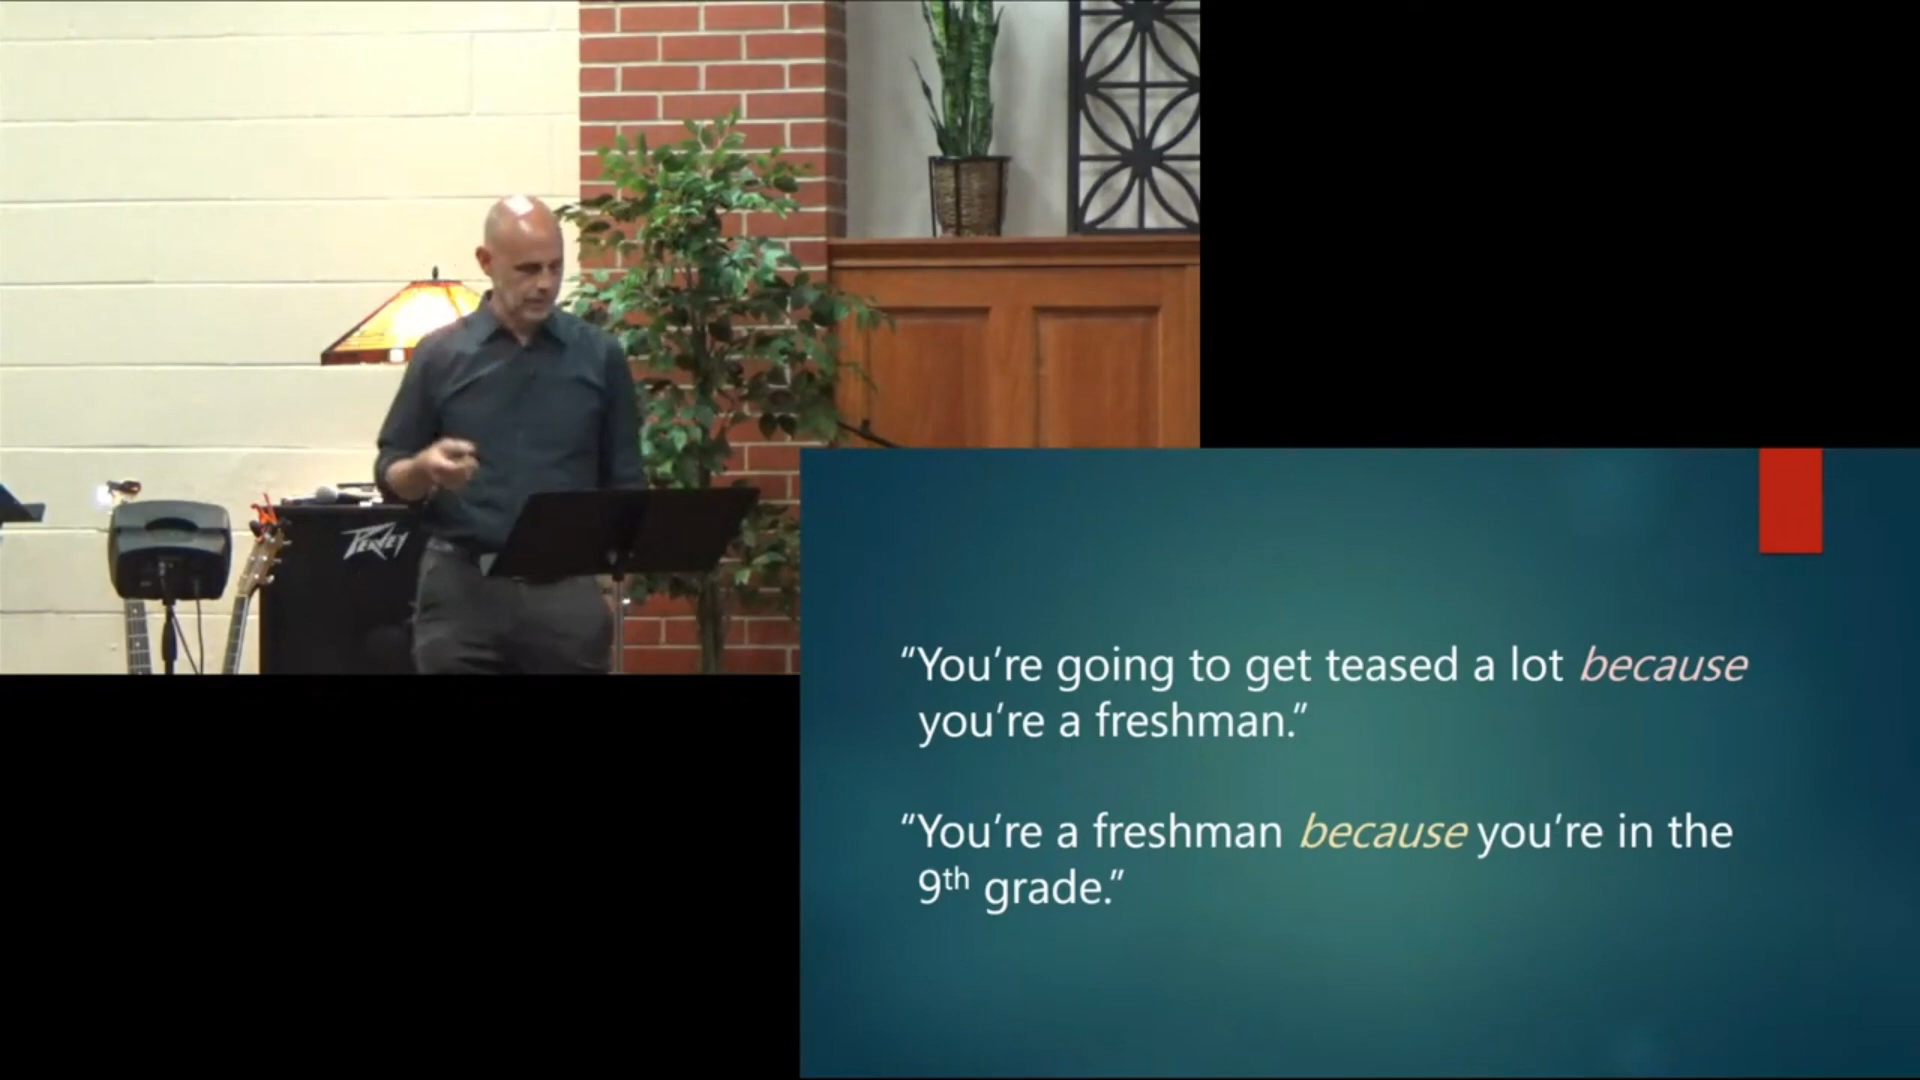 PEAVEY
“You’re going to get teased a lot because
you’re a freshman.”
“You’re a freshman because you’re in the
9th grade.”